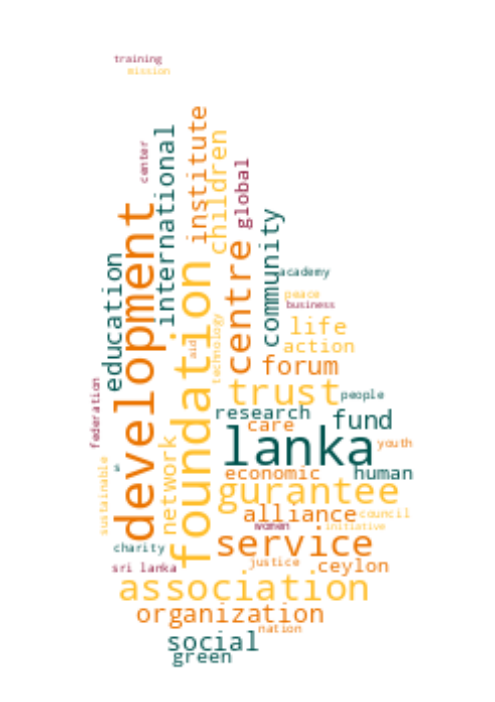 training
mission
institute
international
children
center
global
development
community
centre
education
foundation
academy
peace
business
technology
life
aid
action
forum
federation
trust
people
research
fund
care
lanka
network
youth
sustainable
s
economic
human
gurantee
alliance
council
women
initiative
service
charity
justice
ceylon
sri lanka
association
organization
nation
social
green